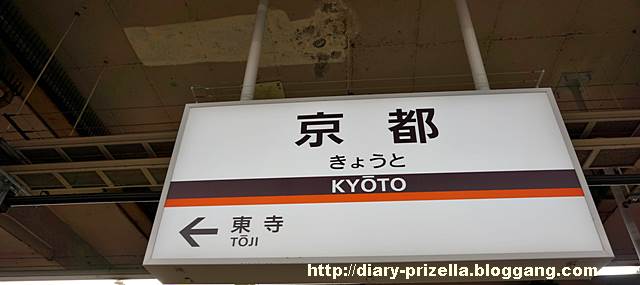 京都
きょうと
KYŌTO
← 東寺
TŌJI
http://diary-prizella.bloggang.com